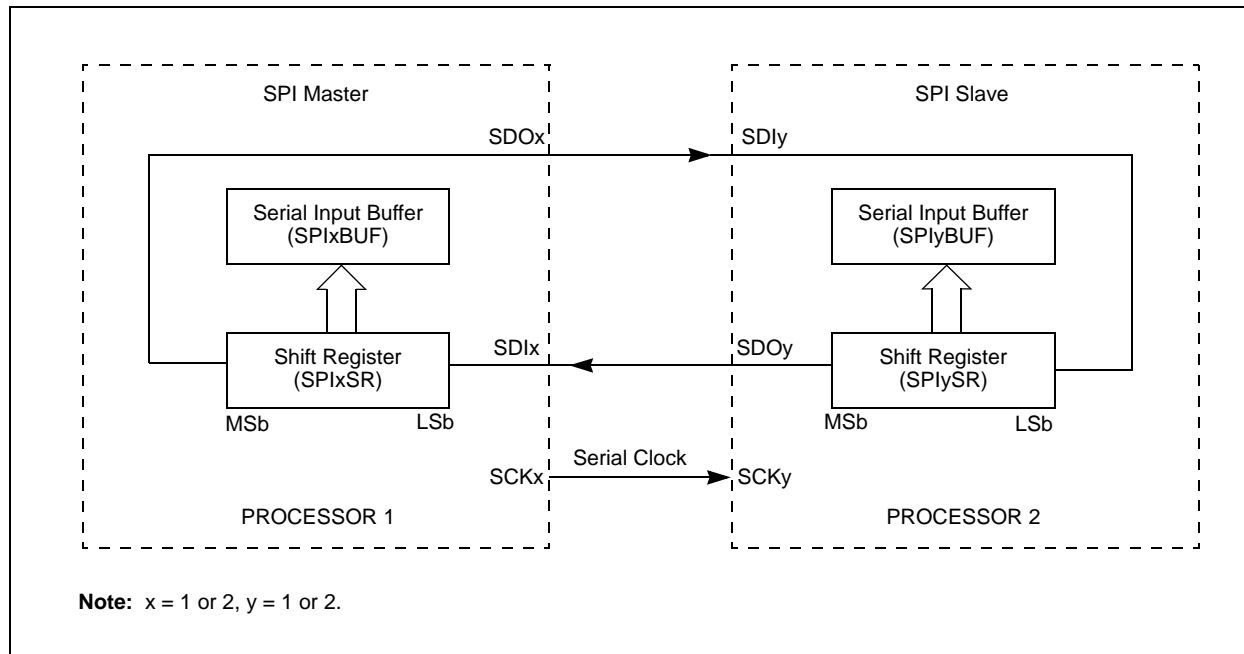 SPI Master
SPI Slave
SDOx
SDIy
Serial Input Buffer
(SPIxBUF)
Serial Input Buffer
(SPIyBUF)
SDIx
SDOy
Shift Register
(SPIxSR)
Shift Register
(SPIySR)
MSb
LSb
MSb
LSb
Serial Clock
SCKx
SCKy
PROCESSOR 1
PROCESSOR 2
Note: x = 1 or 2, y = 1 or 2.